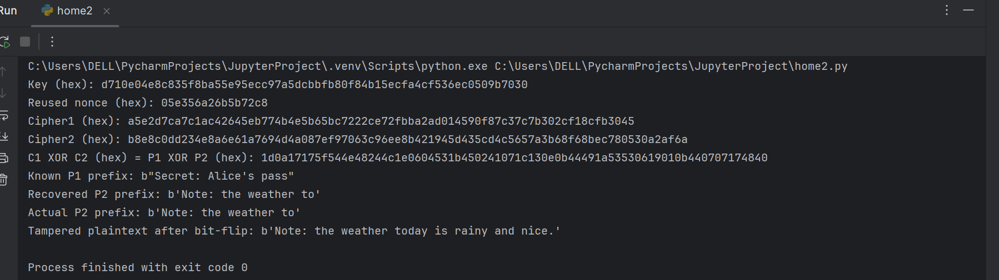 Run
home2
C:\Users\DELL\PycharmProjects\JupyterProject\.venv\Scripts\python.exe C:\Users\DELL\PycharmProjects\JupyterProject\home2.py
Key (hex): d710e04e8c835f8ba55e95ecc97a5dcbbfb80f84b15ecfa4cf536ec0509b7030
Reused nonce (hex): 05e356a26b5b72c8
Cipher1 (hex): a5e2d7ca7c1ac42645eb774b4e5b65bc7222ce72fbba2ad014590f87c37c7b302cf18cfb3045
Cipher2 (hex): b8e8c0dd234e8a6e61a7694d4a087ef97063c96ee8b421945d435cd4c5657a3b68f68bec780530a2af6a
C1 XOR C2 (hex) = P1 XOR P2 (hex): 1d0a17175f544e48244c1e0604531b450241071c130e0b44491a53530619010b440707174840
Known P1 prefix: b"Secret: Alice's pass"
Recovered P2 prefix: b'Note: the weather to'
Actual P2 prefix: b'Note: the weather to'
Tampered plaintext after bit-flip: b'Note: the weather today is rainy and nice.'
Process finished with exit code 0